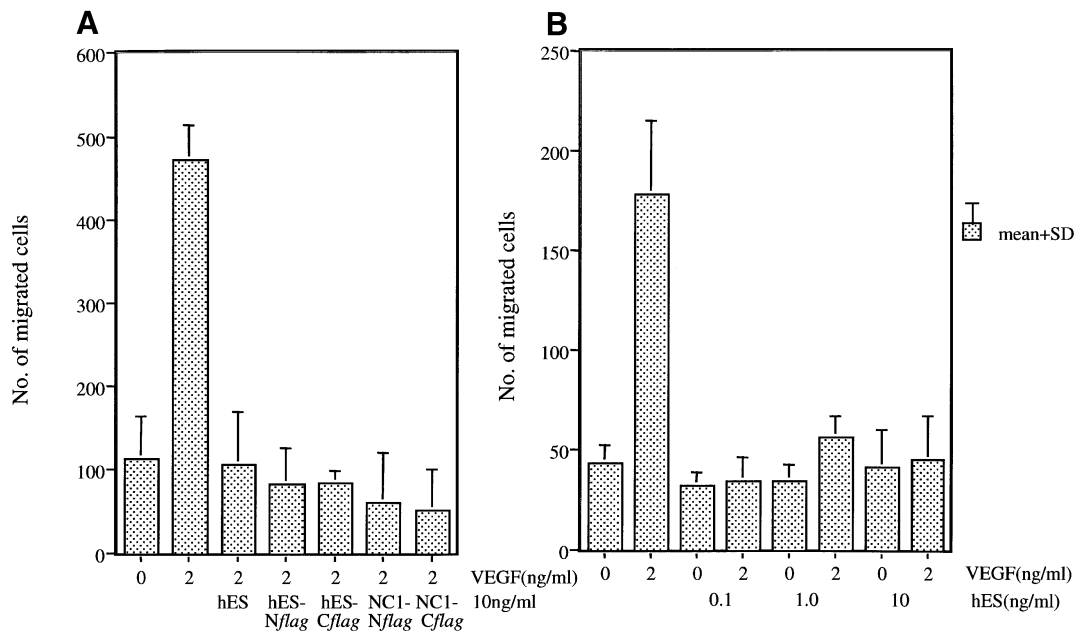 A
B
600
500
400
300
200
100
0
No. of migrated cells
0 2 2 2 2 2 2 VEGF(ng/ml)
hES hES- hES- NC1- NC1- 10ng/ml
Nflag Cflag Nflag Cflag
250
200
150
100
50
0
No. of migrated cells
0 2 0 2 0 2 0 2 VEGF(ng/ml)
0.1 1.0 10 hES(ng/ml)
mean+SD